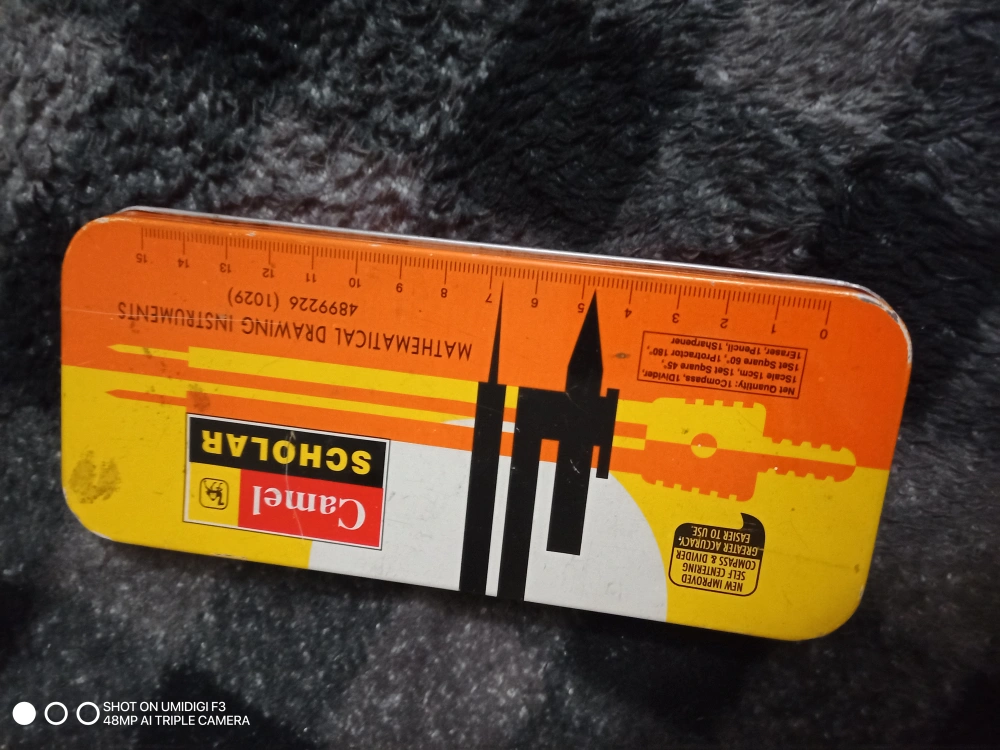 NEW IMPROVED
SELF CENTERING
COMPASS & DIVIDER
GREATER ACCURACY,
EASIER TO USE.
Camel
SCHOLAR
Net Quantity: 1Compass, 1Divider,
1Scale 15cm, 1Set Square 45°,
1Set Square 60°, 1Protractor 180°,
1Eraser, 1Pencil, 1Sharpener
MATHEMATICAL DRAWING INSTRUMENTS
4899226 (1029)
0 1 2 3 4 5 6 7 8 9 10 11 12 13 14 15
SHOT ON UMIDIGI F3
48MP AI TRIPLE CAMERA